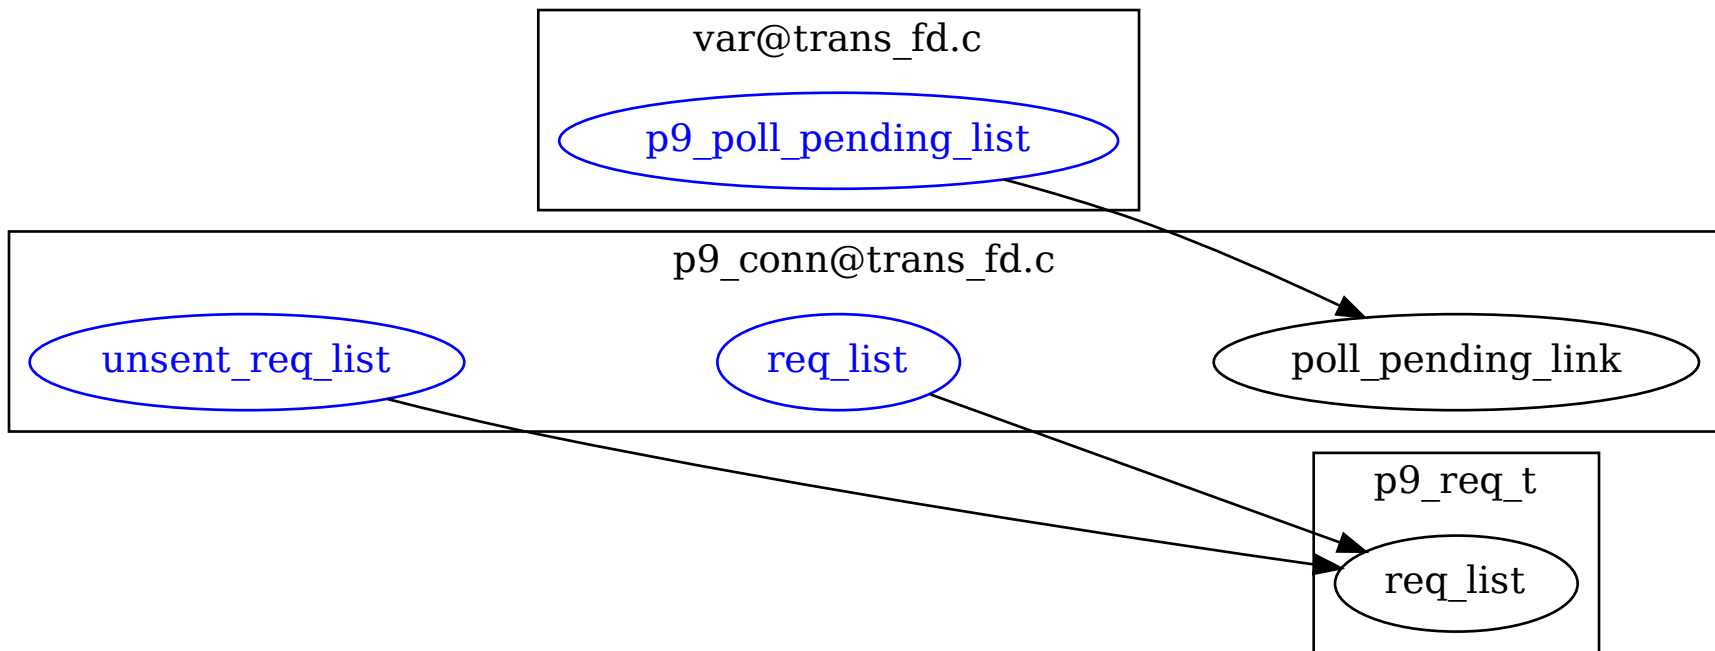 var@trans_fd.c
p9_poll_pending_list
p9_conn@trans_fd.c
unsent_req_list
req_list
poll_pending_link
p9_req_t
req_list